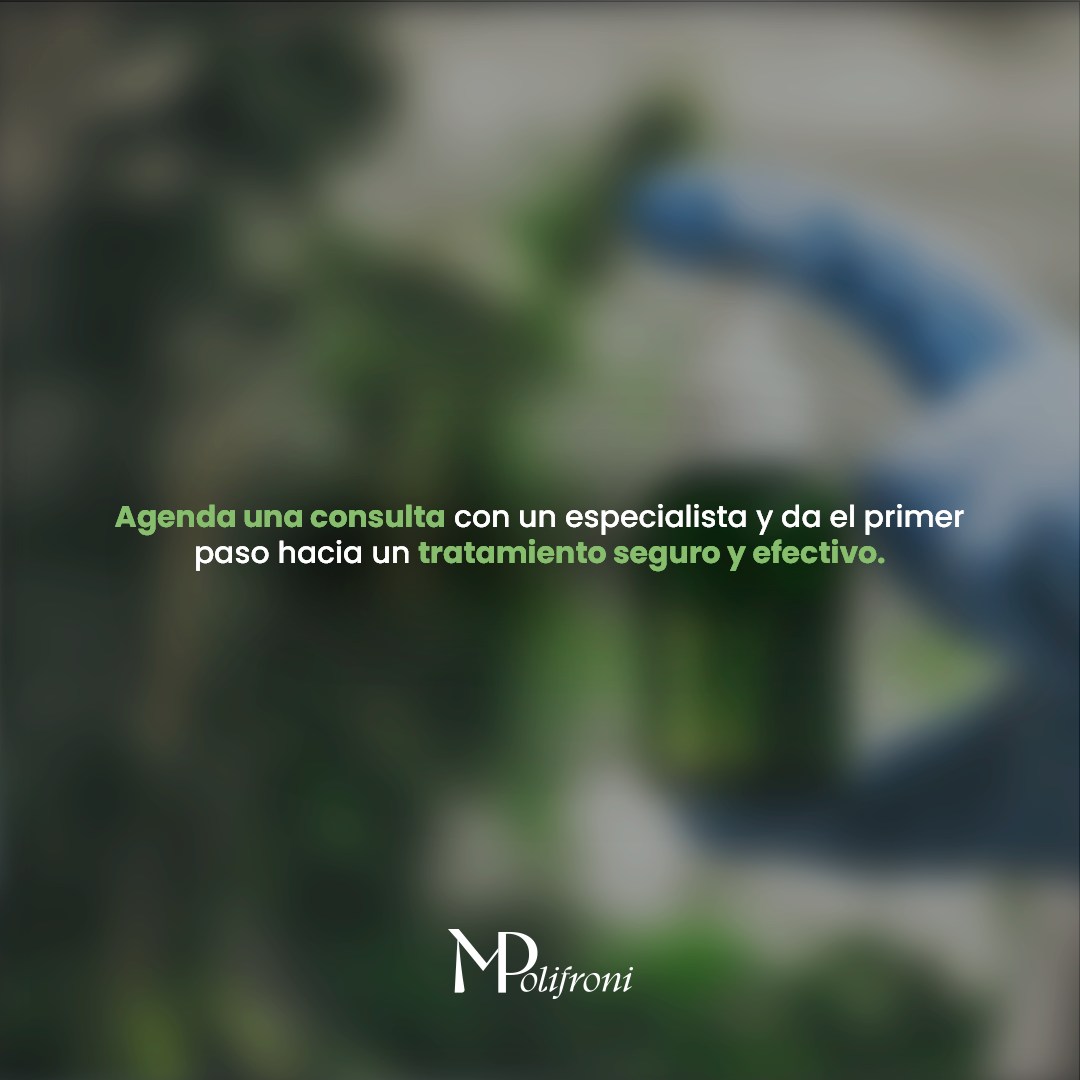 Agenda una consulta con un especialista y da el primer
paso hacia un tratamiento seguro y efectivo.
MPolifroni